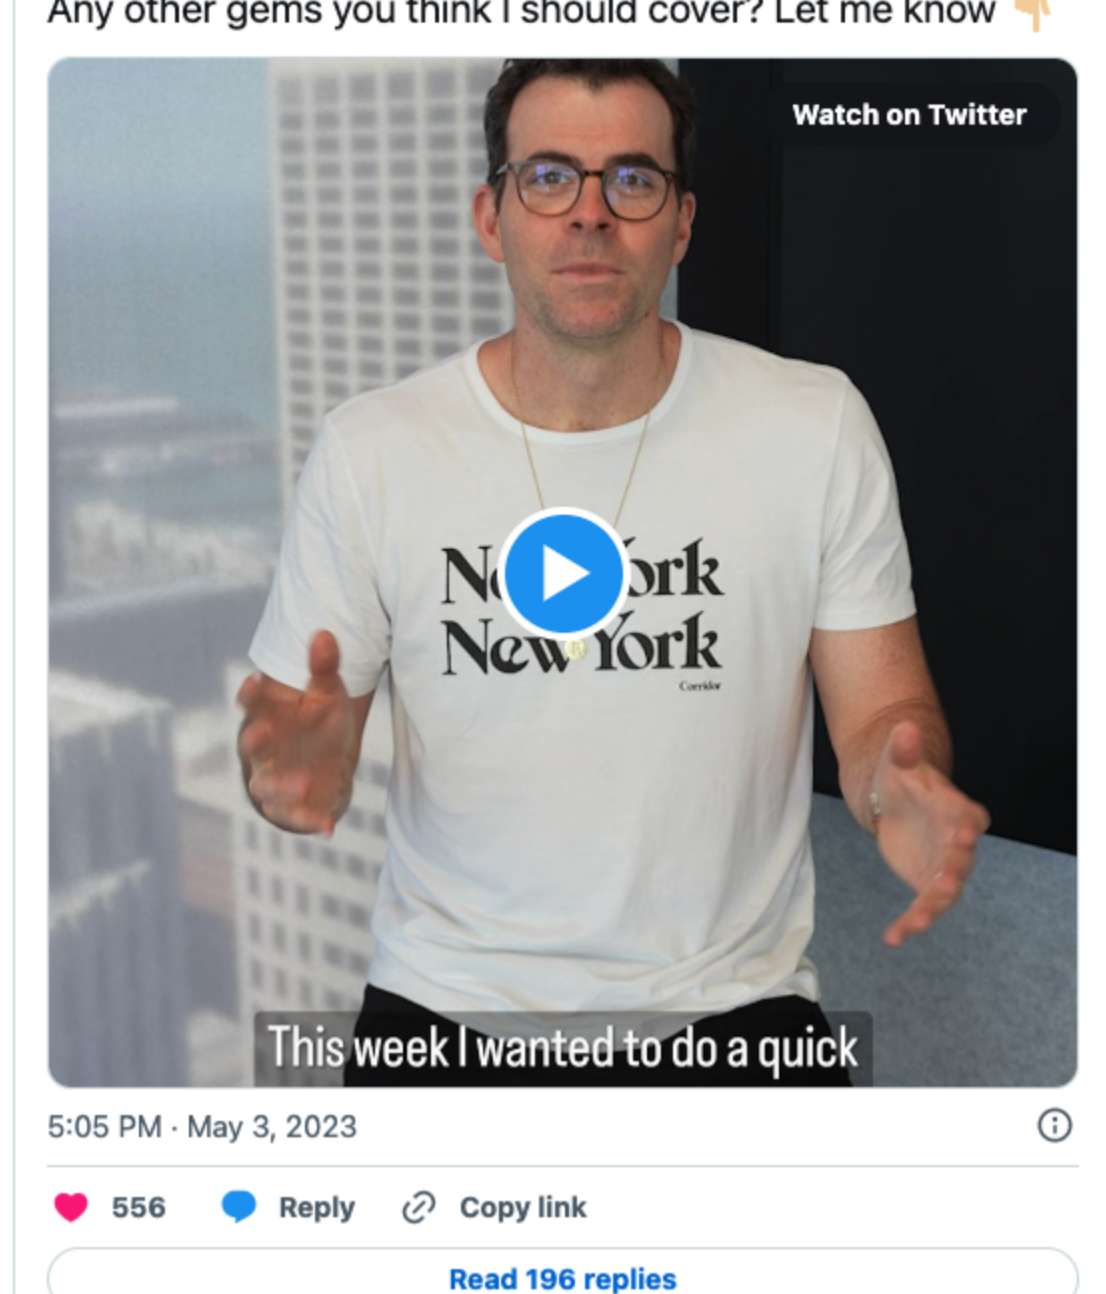 Any other gems you think I should cover? Let me know 👇🏼
Watch on Twitter
York
New York
Corridor
This week I wanted to do a quick
5:05 PM · May 3, 2023
556 Reply Copy link
Read 196 replies